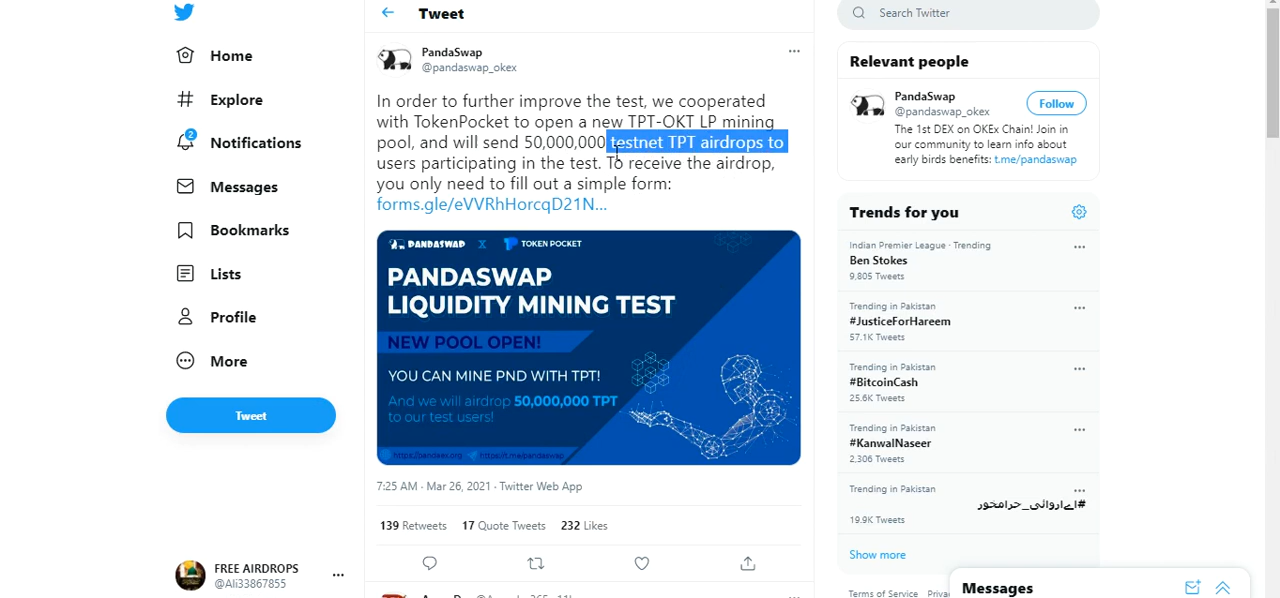 Home
Explore
2
Notifications
Messages
Bookmarks
Lists
Profile
More
Tweet
FREE AIRDROPS
@Ali33867855
Tweet
PandaSwap
@pandaswap_okex
In order to further improve the test, we cooperated
with TokenPocket to open a new TPT-OKT LP mining
pool, and will send 50,000,000 testnet TPT airdrops to
users participating in the test. To receive the airdrop,
you only need to fill out a simple form:
forms.gle/eVVRhHorcqD21N...
PANDASWAP X TOKEN POCKET
PANDASWAP
LIQUIDITY MINING TEST
NEW POOL OPEN!
YOU CAN MINE PND WITH TPT!
And we will airdrop 50,000,000 TPT
to our test users!
https://pandaex.org https://t.me/pandaswap
7:25 AM · Mar 26, 2021 · Twitter Web App
139 Retweets 17 Quote Tweets 232 Likes
Search Twitter
Relevant people
PandaSwap
@pandaswap_okex
Follow
The 1st DEX on OKEx Chain! Join in
our community to learn info about
early birds benefits: t.me/pandaswap
Trends for you
Indian Premier League · Trending
Ben Stokes
9,805 Tweets
Trending in Pakistan
#JusticeForHareem
57.1K Tweets
Trending in Pakistan
#BitcoinCash
25.6K Tweets
Trending in Pakistan
#KanwalNaseer
2,306 Tweets
Trending in Pakistan
#اےاروائی_حرامخور
19.9K Tweets
Show more
Terms of Service
Messages